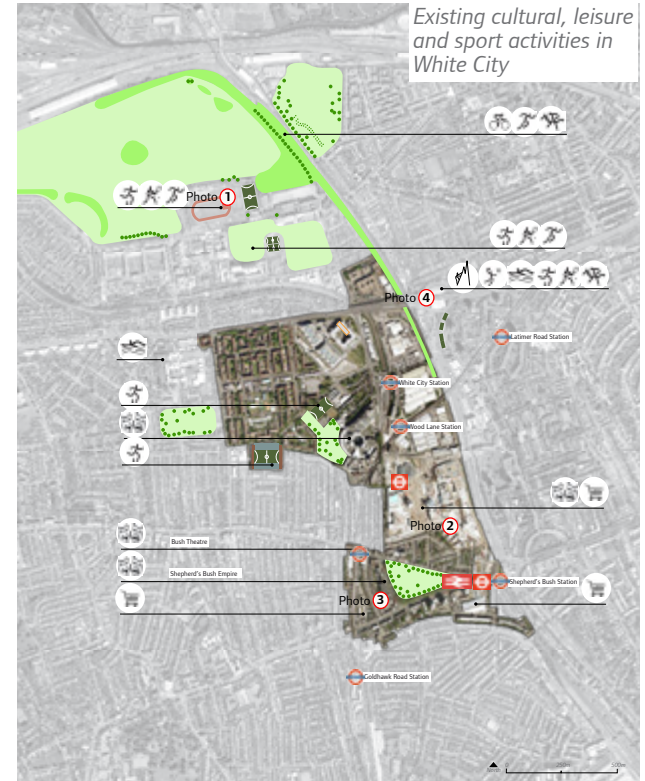 Existing cultural, leisure
and sport activities in
White City
Photo 1
Photo 4
Latimer Road Station
White City Station
Wood Lane Station
Photo 2
Bush Theatre
Shepherd's Bush Empire
Shepherd's Bush Station
Photo 3
Goldhawk Road Station